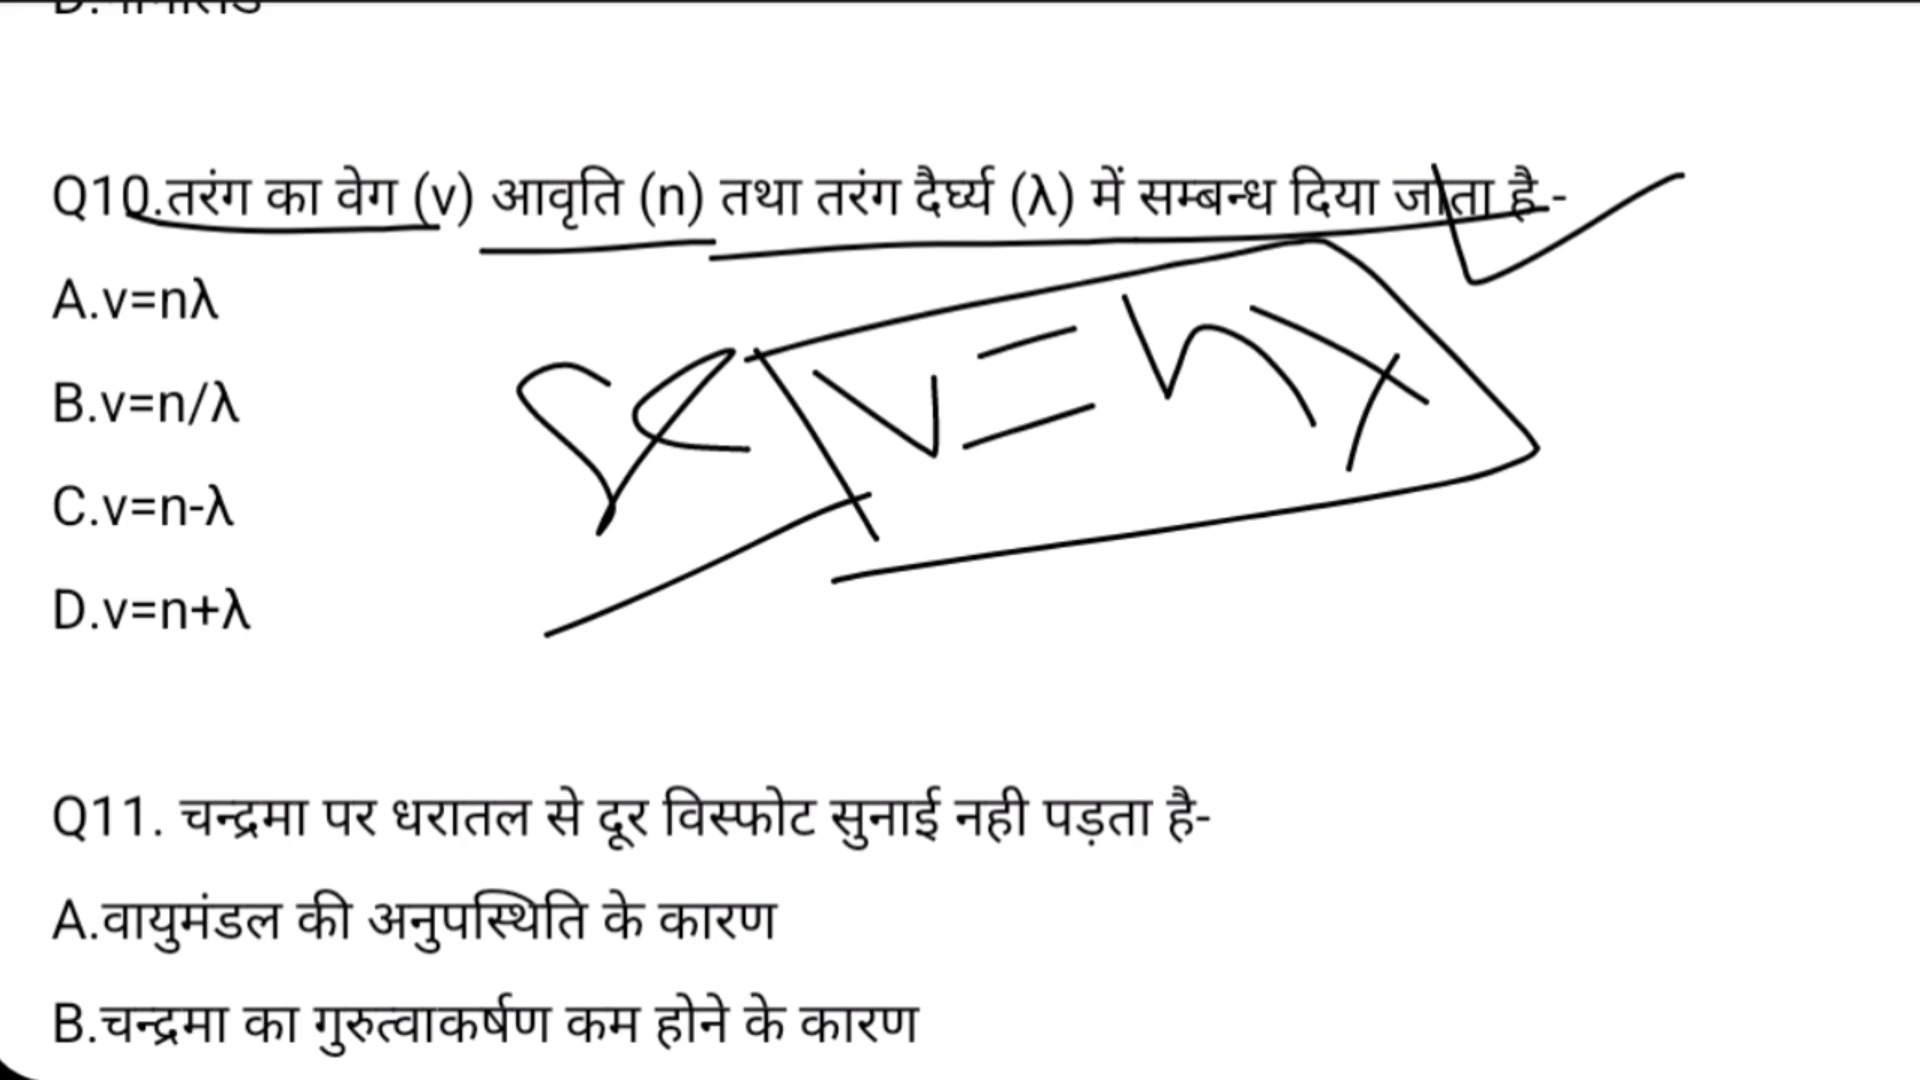 Q10.तरंग का वेग (v) आवृति (n) तथा तरंग दैर्घ्य (λ) में सम्बन्ध दिया जाता है-
A.v=nλ
v=nλ
B.v=n/λ
C.v=n-λ
D.v=n+λ
Q11. चन्द्रमा पर धरातल से दूर विस्फोट सुनाई नही पड़ता है-
A.वायुमंडल की अनुपस्थिति के कारण
B.चन्द्रमा का गुरुत्वाकर्षण कम होने के कारण